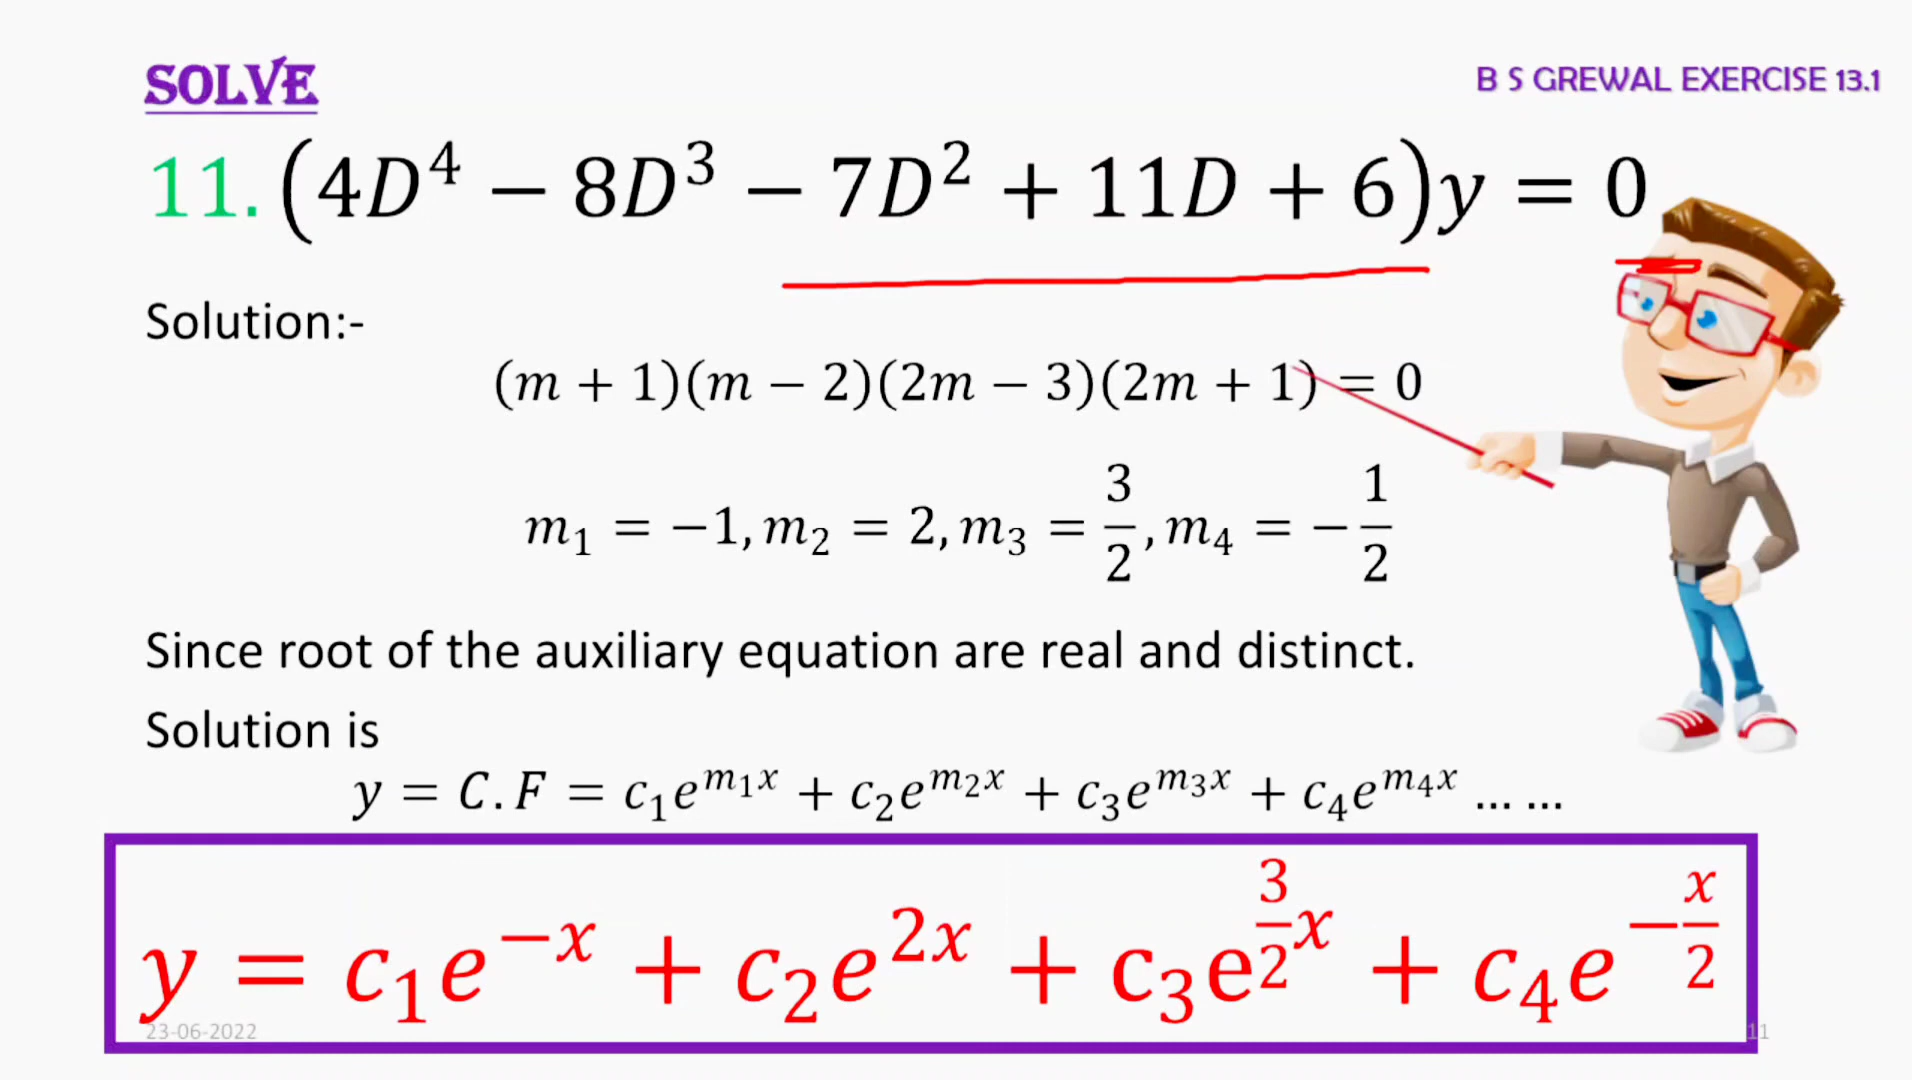 SOLVE
B S GREWAL EXERCISE 13.1
11. (4D⁴ − 8D³ − 7D² + 11D + 6)y = 0
Solution:-
(m + 1)(m − 2)(2m − 3)(2m + 1) = 0
m₁ = −1, m₂ = 2, m₃ = 3/2, m₄ = −1/2
Since root of the auxiliary equation are real and distinct.
Solution is
y = C.F = c₁e^{m₁x} + c₂e^{m₂x} + c₃e^{m₃x} + c₄e^{m₄x} … …
y = c₁e^{−x} + c₂e^{2x} + c₃e^{3/2 x} + c₄e^{−x/2}
23-06-2022
11